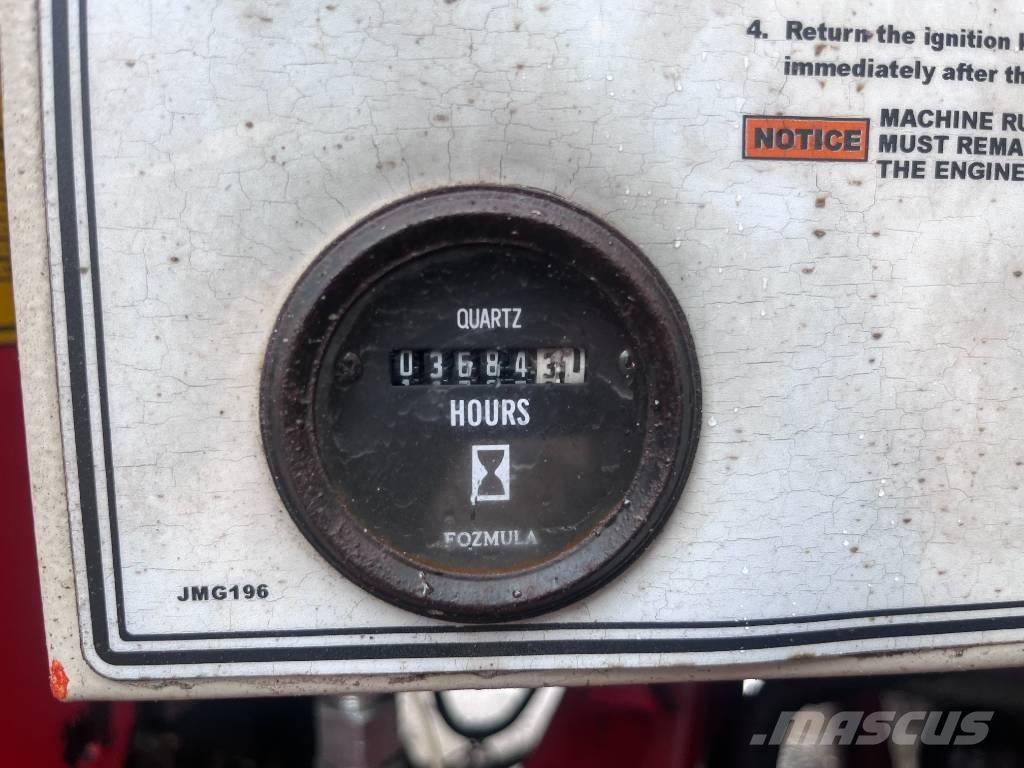 4. Return the ignition
immediately after th
NOTICE
MACHINE RU
MUST REMA
THE ENGINE
QUARTZ
03684
HOURS
FOZMULA
JMG196
MASCUS